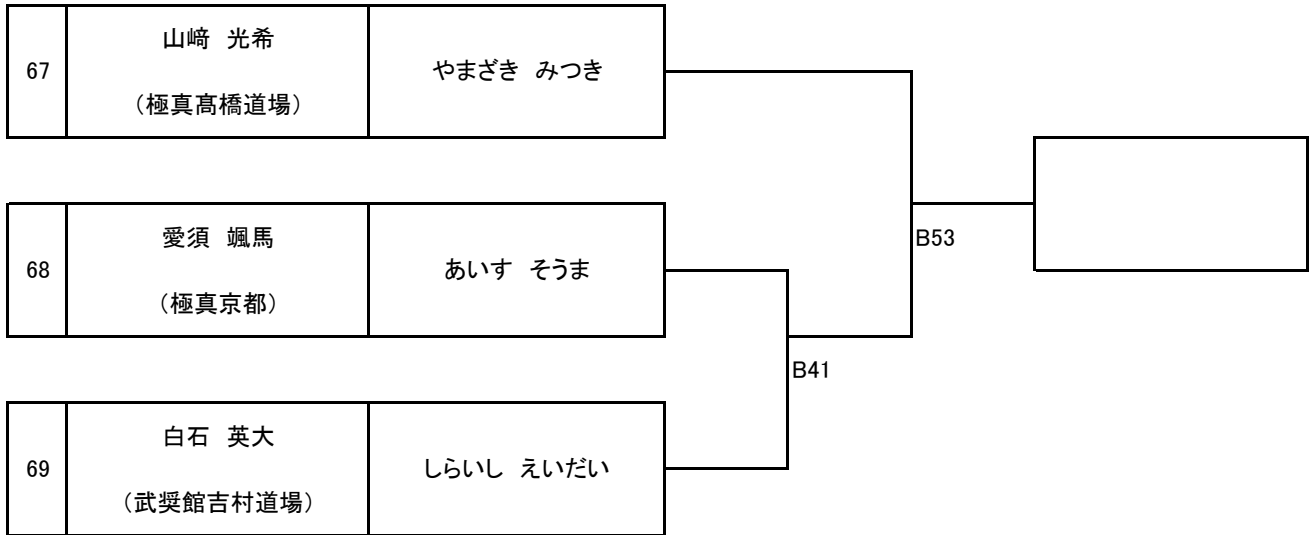 67
山﨑　光希
（極真髙橋道場）
やまざき　みつき
68
愛須　颯馬
（極真京都）
あいす　そうま
B53
B41
69
白石　英大
（武奨館吉村道場）
しらいし　えいだい